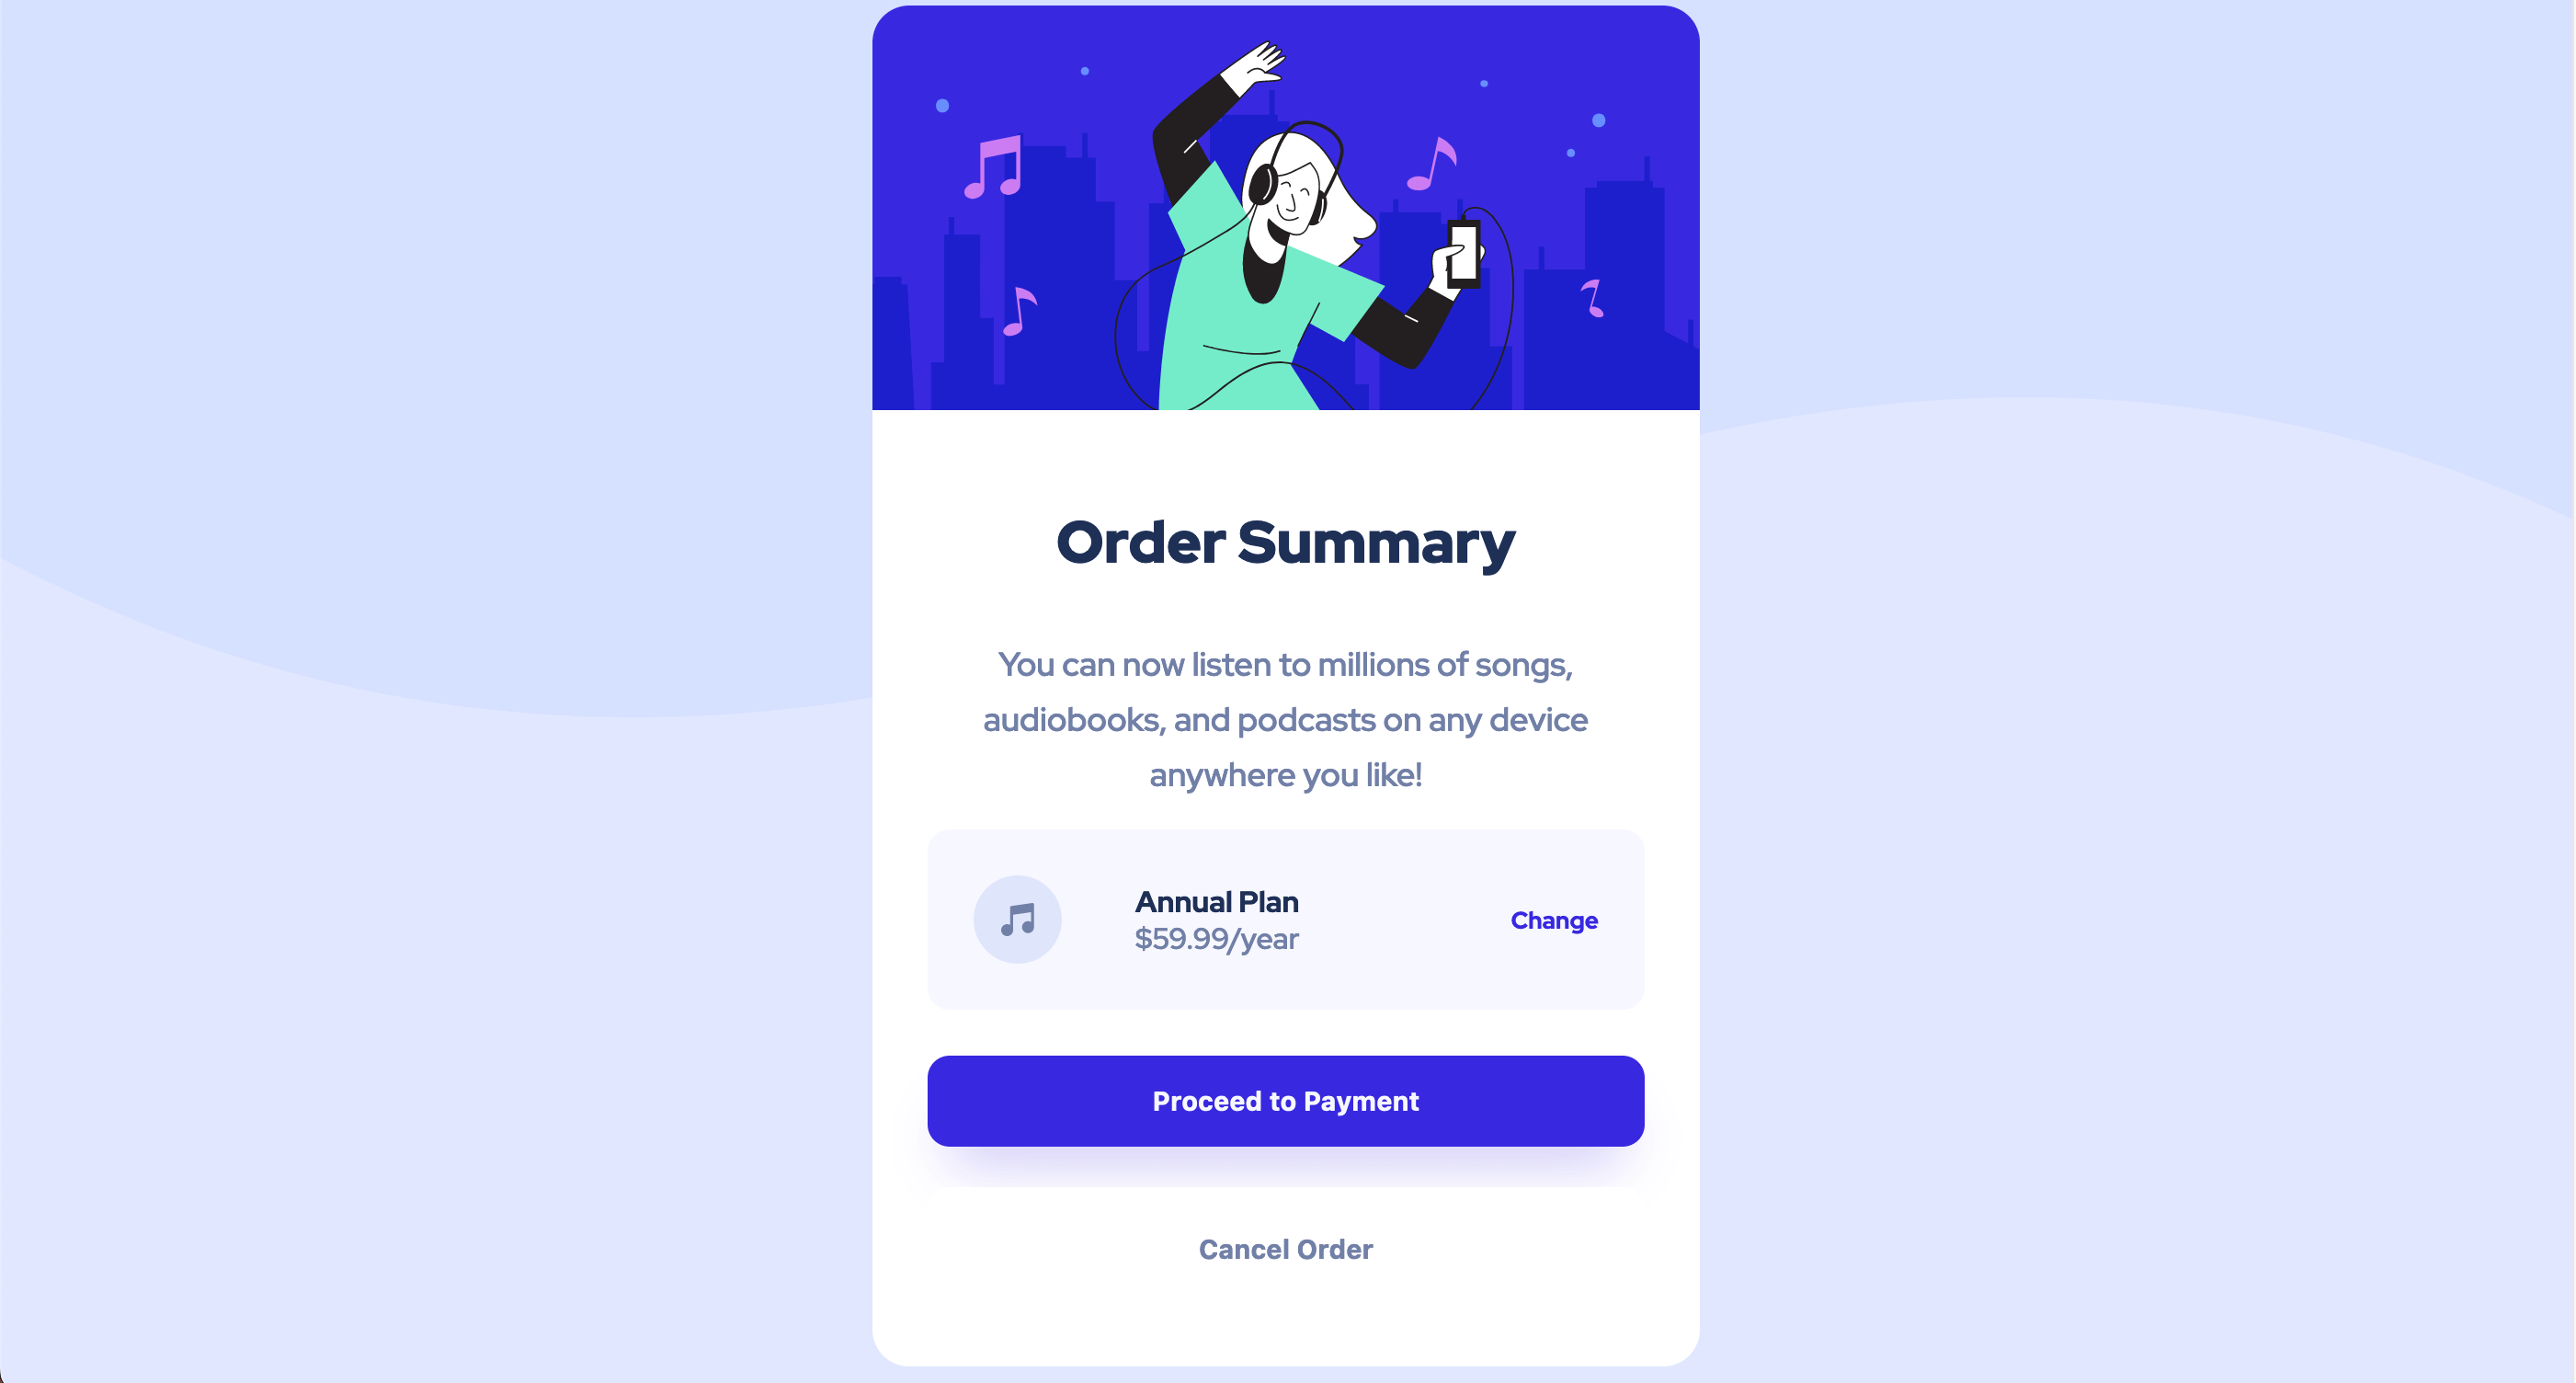 Order Summary
You can now listen to millions of songs,
audiobooks, and podcasts on any device
anywhere you like!
Annual Plan
$59.99/year
Change
Proceed to Payment
Cancel Order